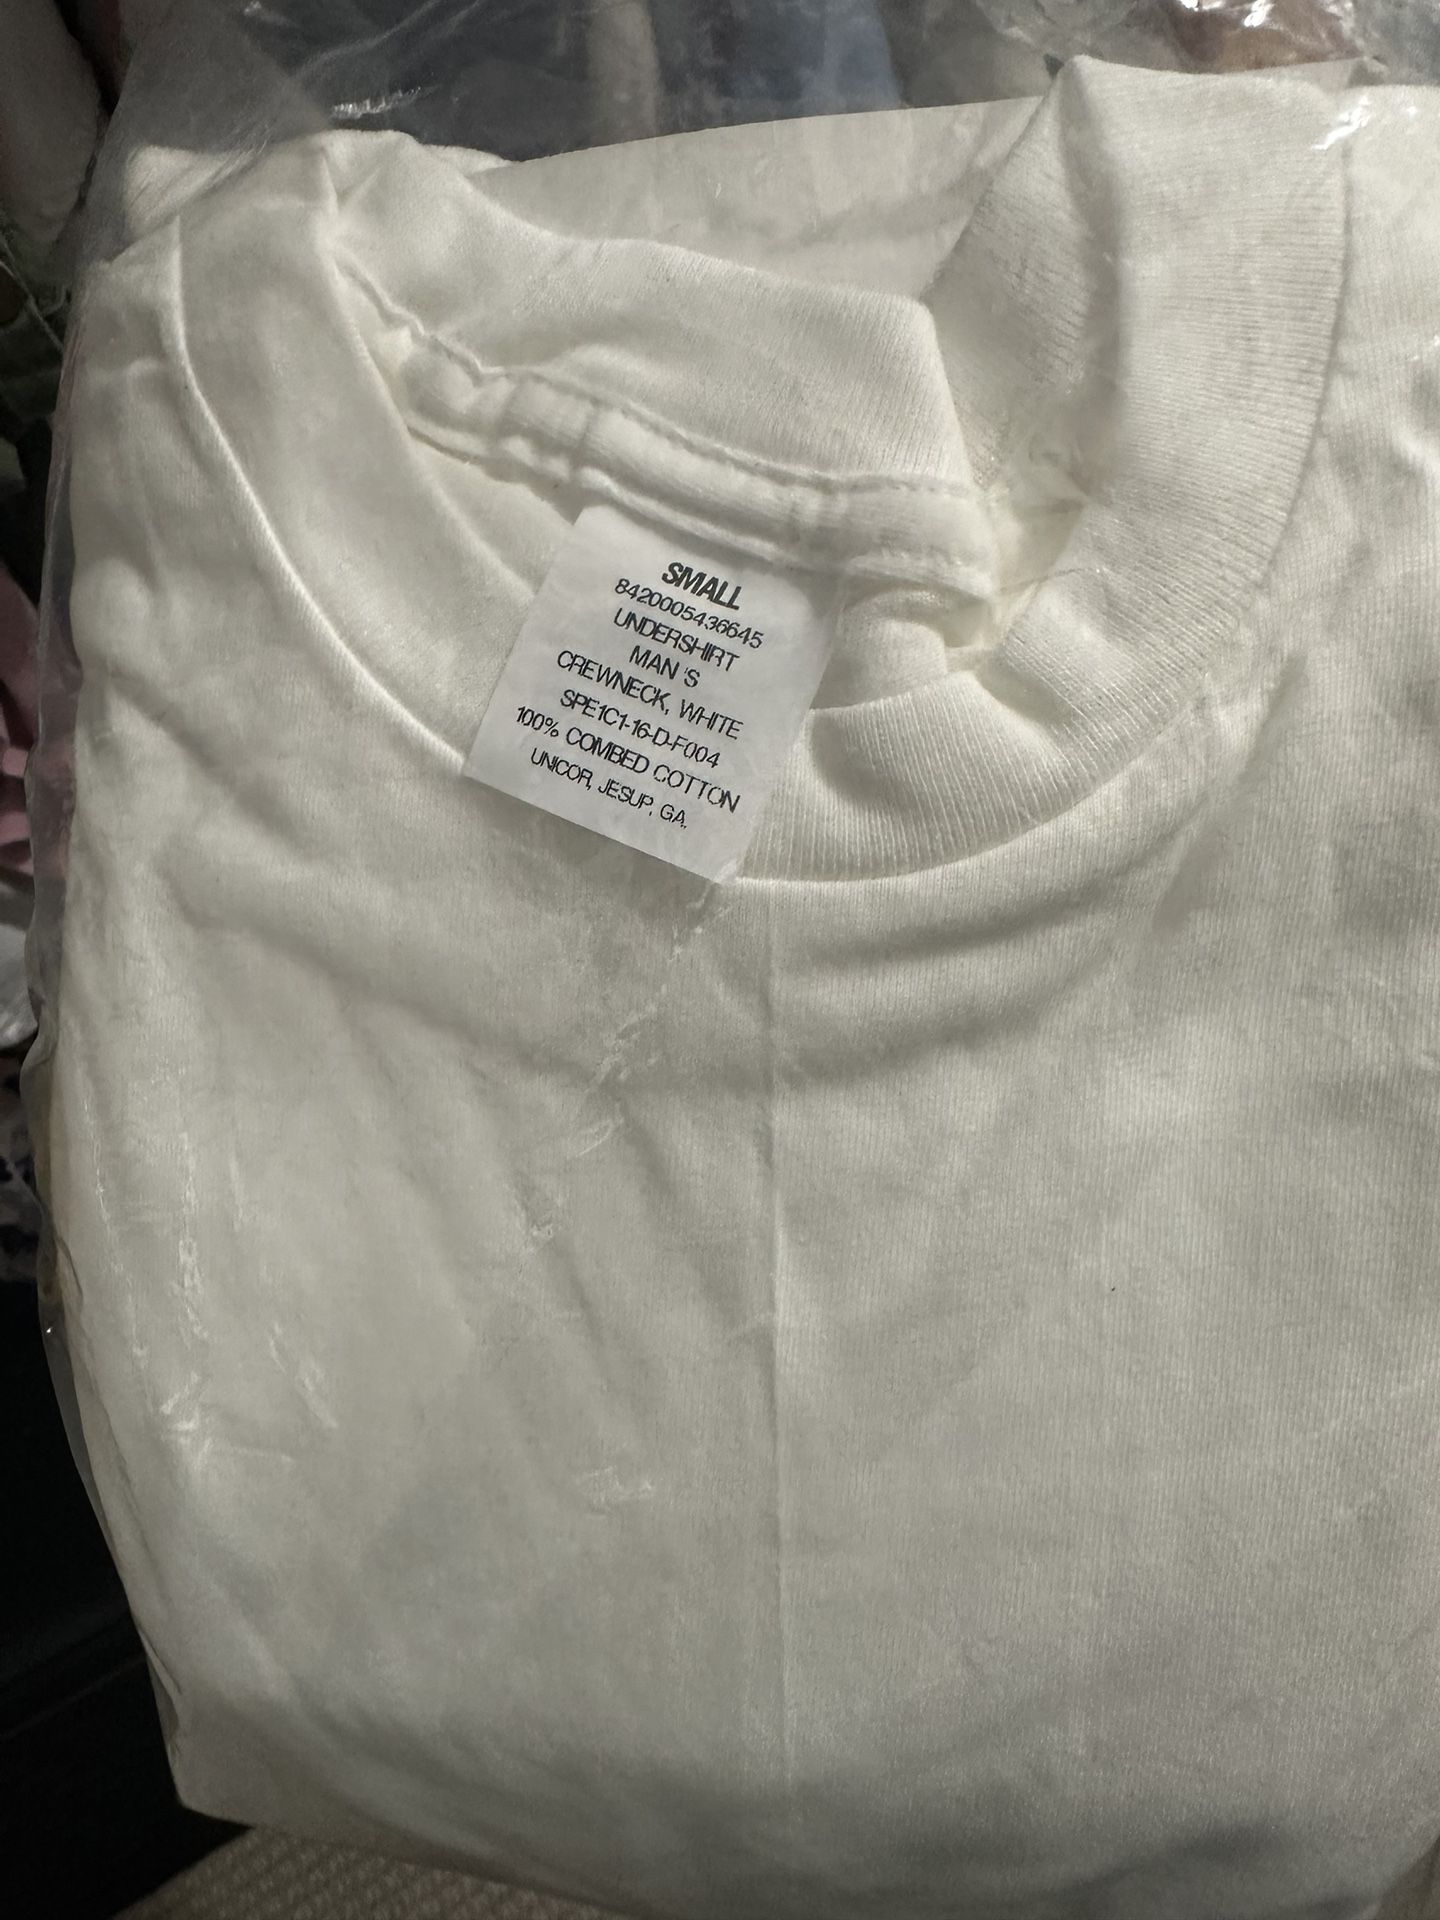 SMALL
8420005436645
UNDERSHIRT
MAN 'S
CREWNECK, WHITE
SPE1C1-16-D-F004
100% COMBED COTTON
UNICOR, JESUP, GA.